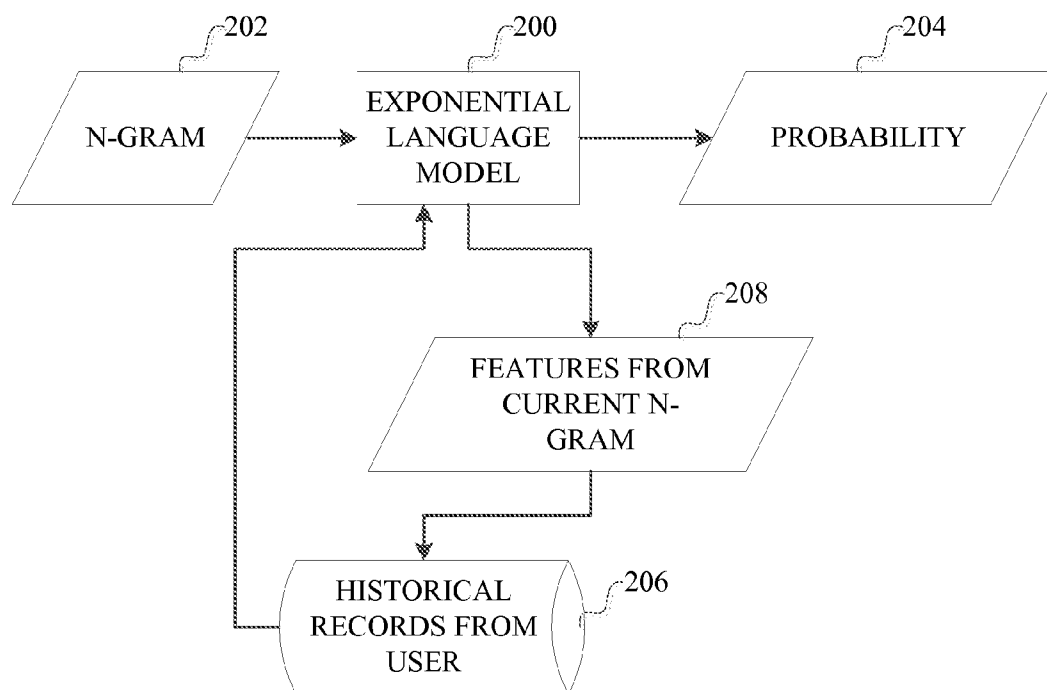 202
200
204
N-GRAM
EXPONENTIAL
LANGUAGE
MODEL
PROBABILITY
208
FEATURES FROM
CURRENT N-
GRAM
206
HISTORICAL
RECORDS FROM
USER